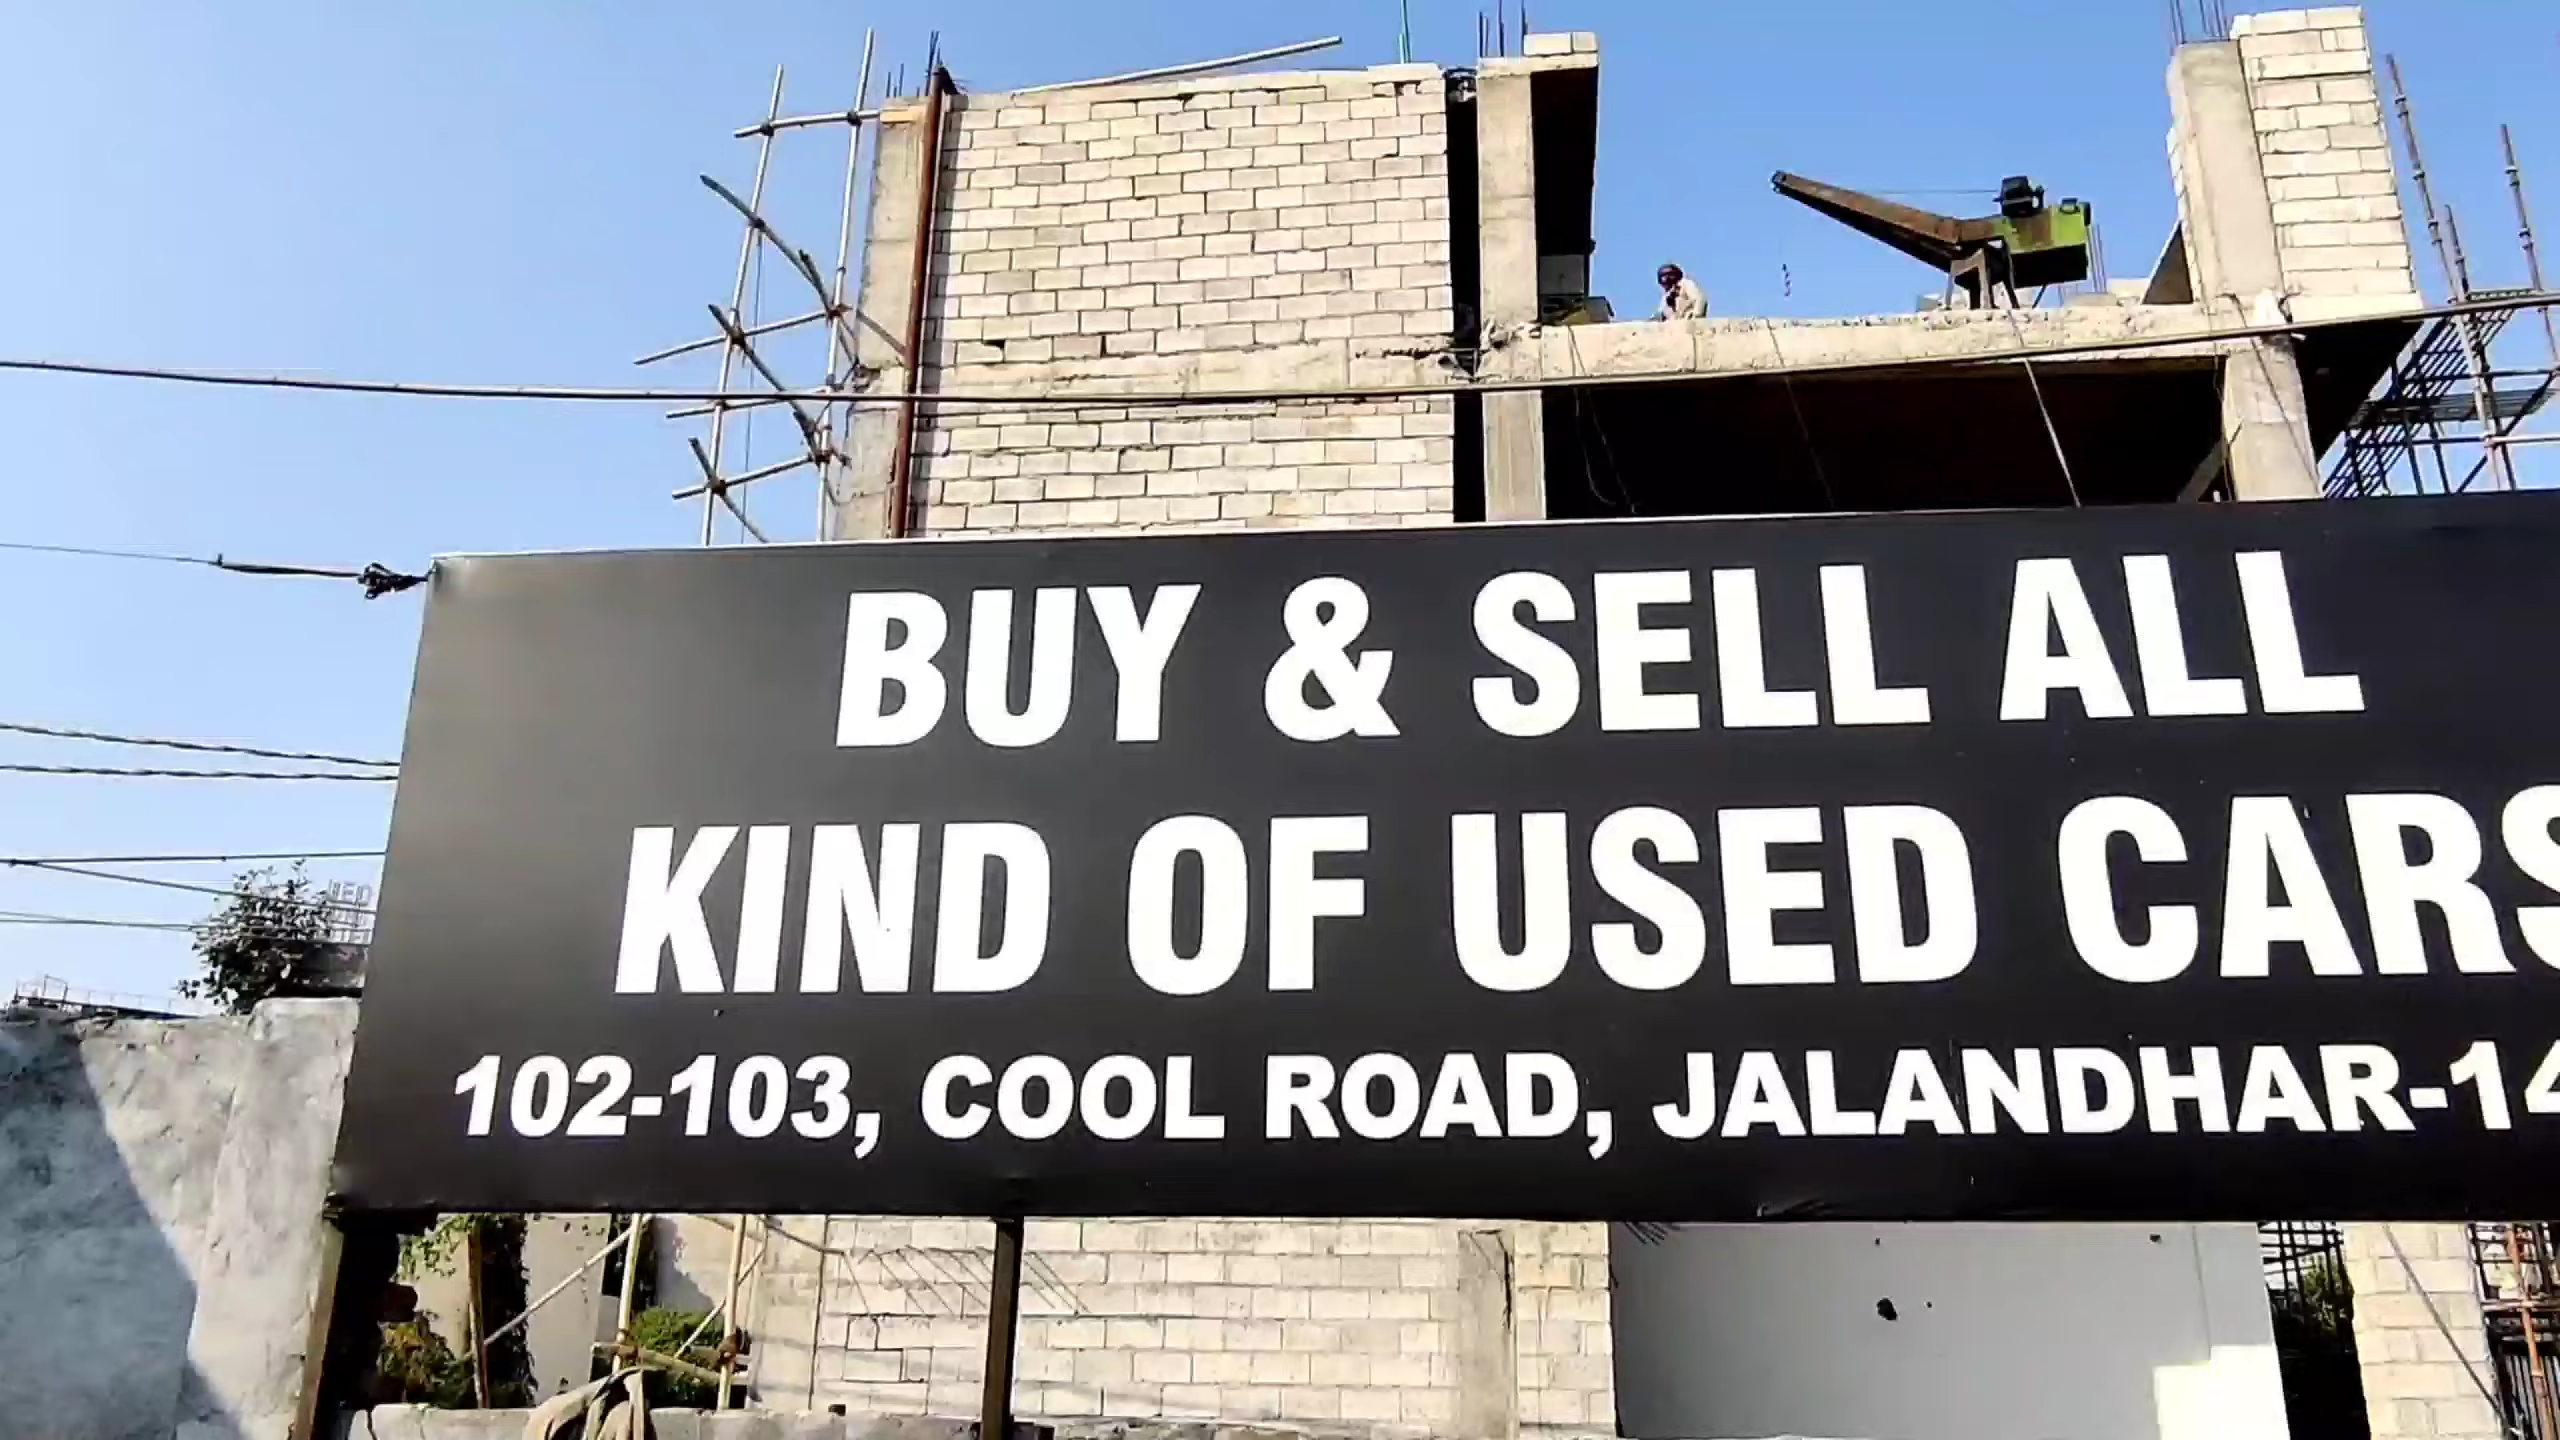 BUY & SELL ALL
KIND OF USED CARS
102-103, COOL ROAD, JALANDHAR-14